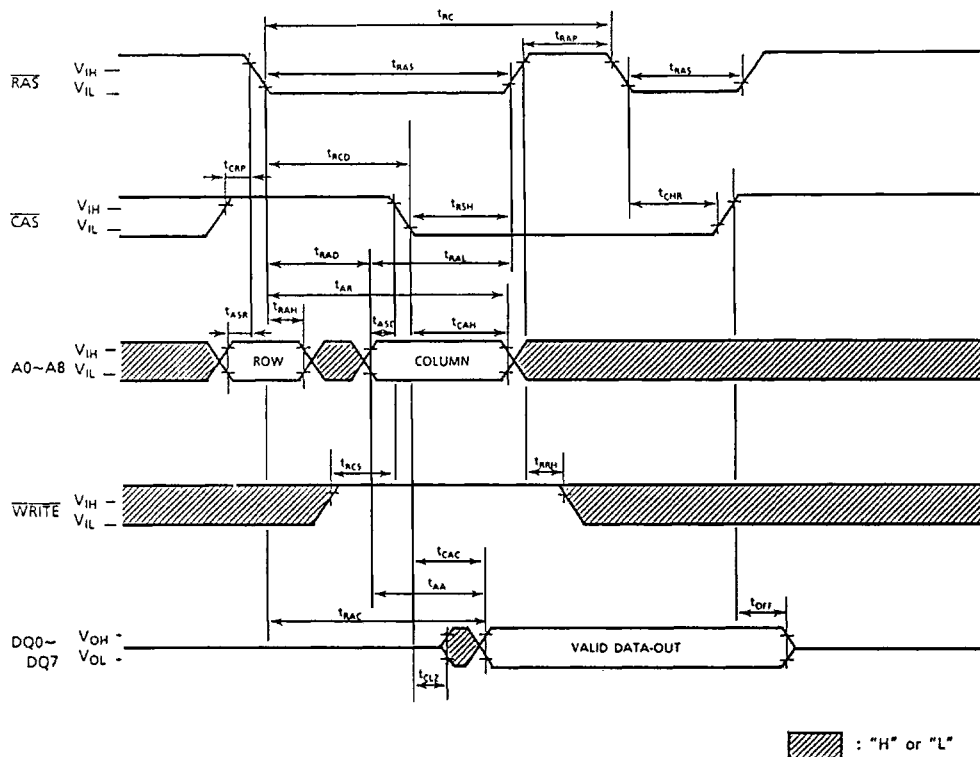 tRC
tRAP
tRAS
tRAS
RAS
VIH
VIL
tRCD
tCRP
CAS
VIH
VIL
tRSH
tCHR
tRAD
tRAL
tAR
tASR
tRAH
tASC
tCAH
A0~A8
VIH
VIL
ROW
COLUMN
tRCS
tRRH
WRITE
VIH
VIL
tCAC
tAA
tRAC
tOFF
DQ0~
DQ7
VOH
VOL
VALID DATA-OUT
tCLZ
: "H" or "L"